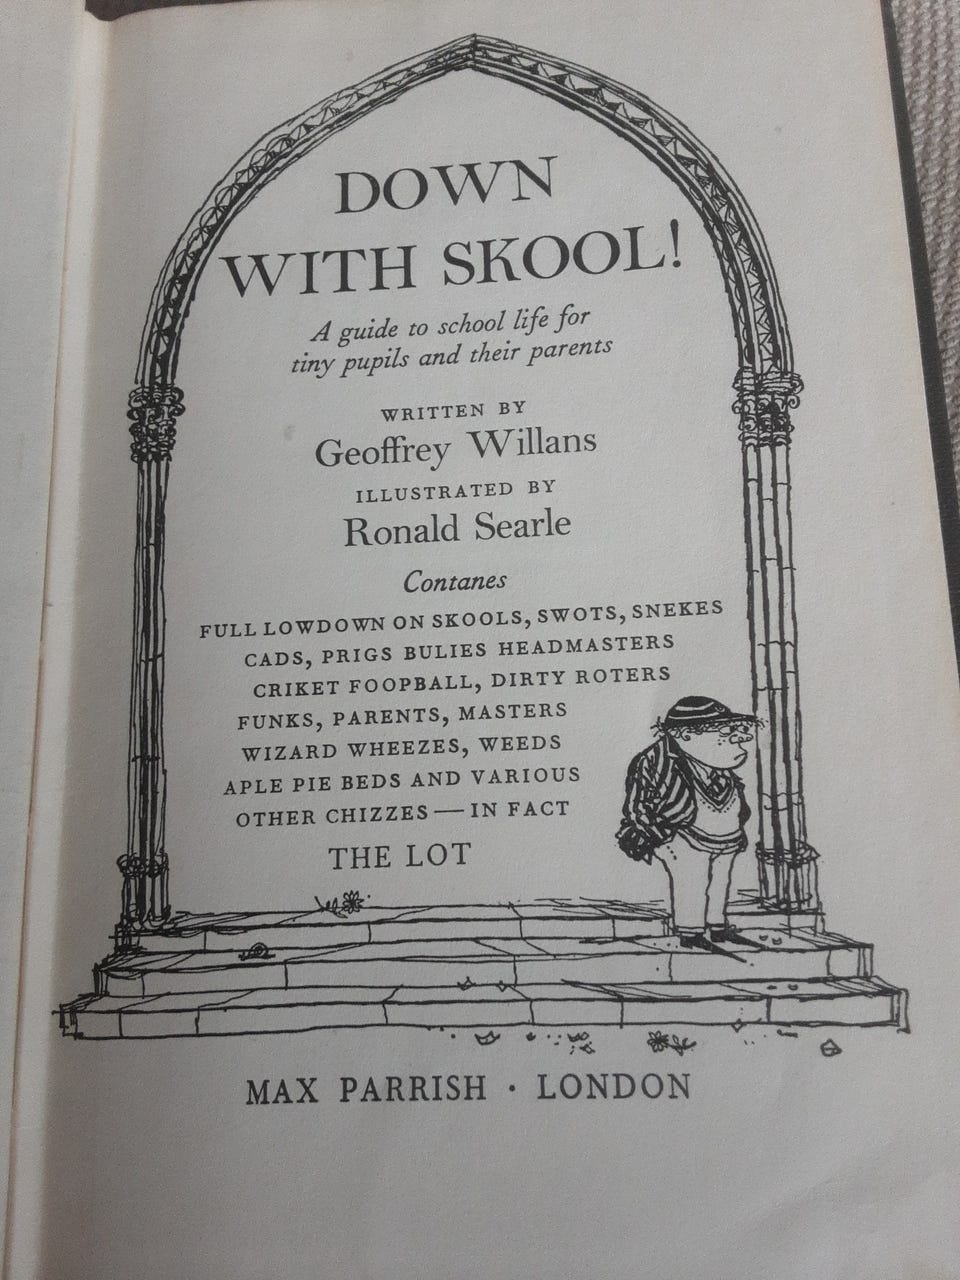 DOWN
WITH SKOOL!
A guide to school life for
tiny pupils and their parents
WRITTEN BY
Geoffrey Willans
ILLUSTRATED BY
Ronald Searle
Contanes
FULL LOWDOWN ON SKOOLS, SWOTS, SNEKES
CADS, PRIGS BULIES HEADMASTERS
CRIKET FOOPBALL, DIRTY ROTERS
FUNKS, PARENTS, MASTERS
WIZARD WHEEZES, WEEDS
APLE PIE BEDS AND VARIOUS
OTHER CHIZZES — IN FACT
THE LOT
MAX PARRISH · LONDON